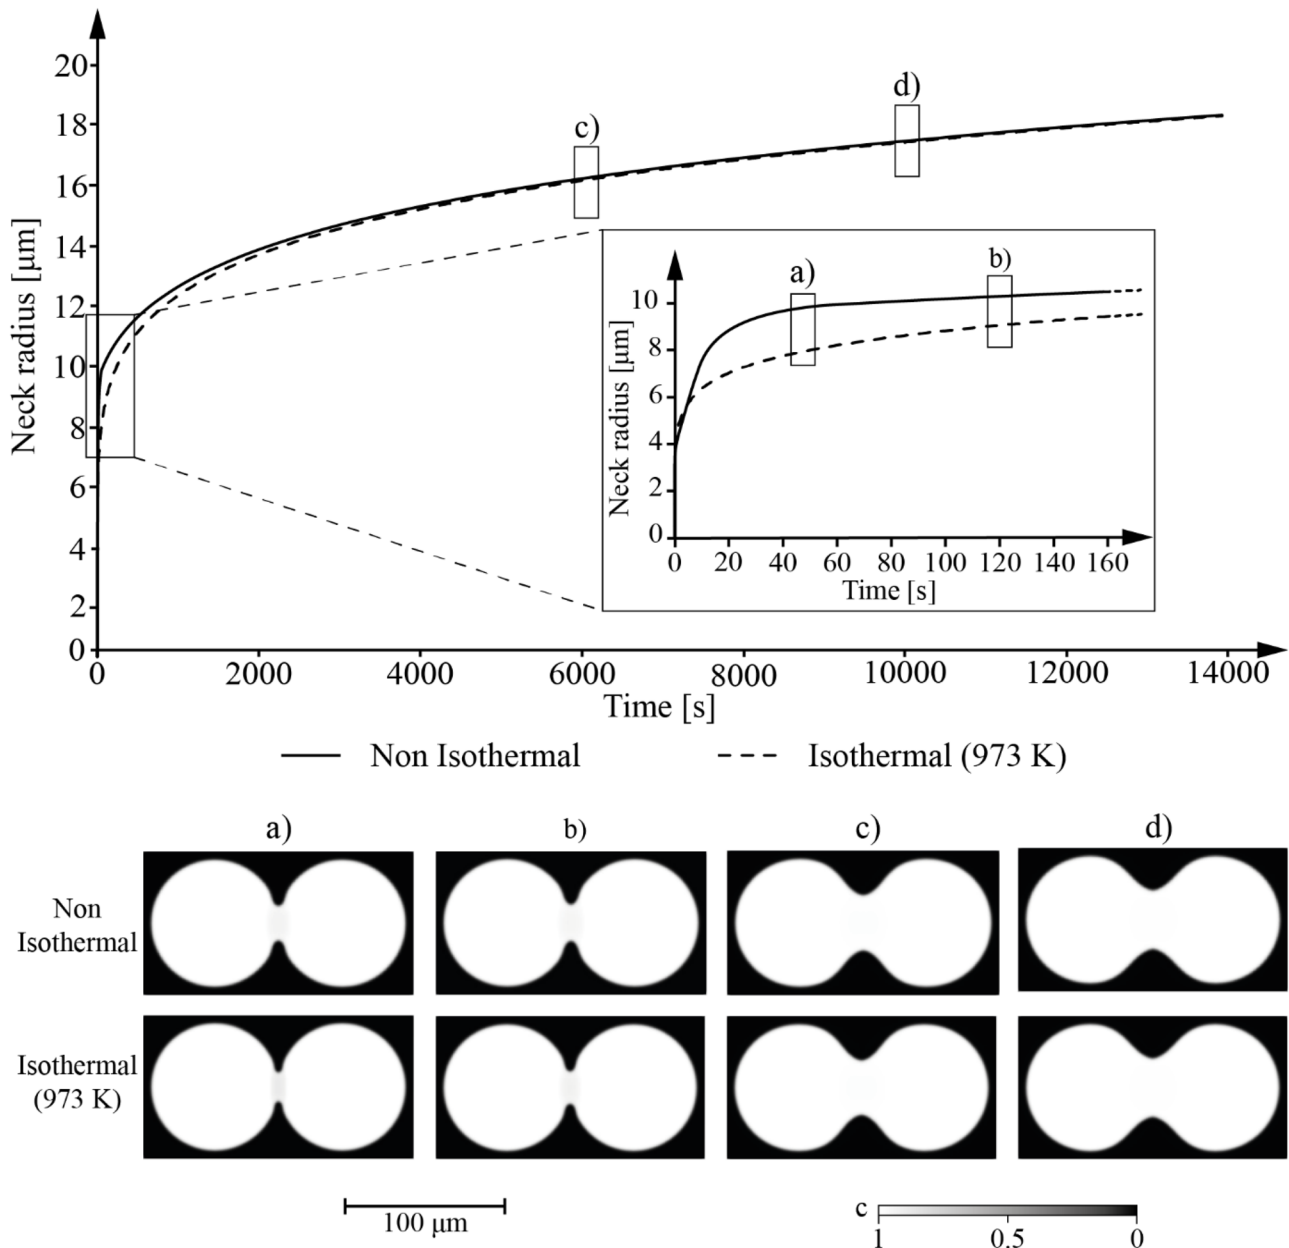 20
18
16
14
12
10
8
6
4
2
0
Neck radius [μm]
c)
d)
0
2000
4000
6000
8000
10000
12000
14000
Time [s]
a)
b)
10
8
6
4
2
0
Neck radius [μm]
0
20
40
60
80
100
120
140
160
Time [s]
Non Isothermal
Isothermal (973 K)
a)
b)
c)
d)
Non
Isothermal
Isothermal
(973 K)
100 μm
c
1
0.5
0